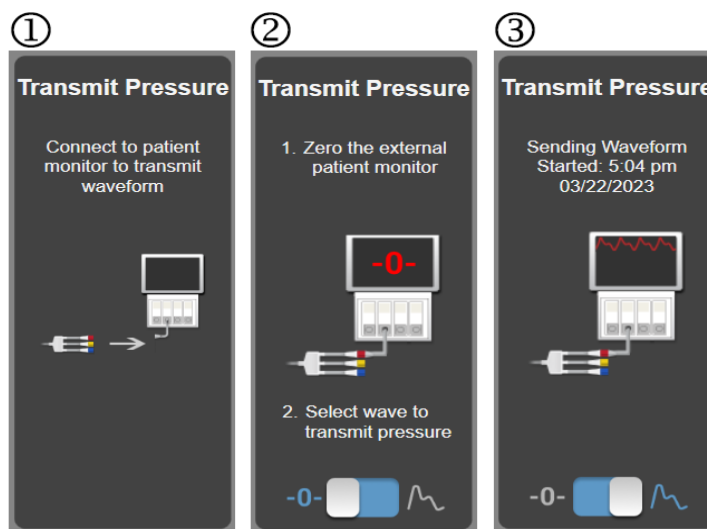 ①
Transmit Pressure
Connect to patient
monitor to transmit
waveform
②
Transmit Pressure
1. Zero the external
patient monitor
-0-
2. Select wave to
transmit pressure
-0-
③
Transmit Pressure
Sending Waveform
Started: 5:04 pm
03/22/2023
-0-